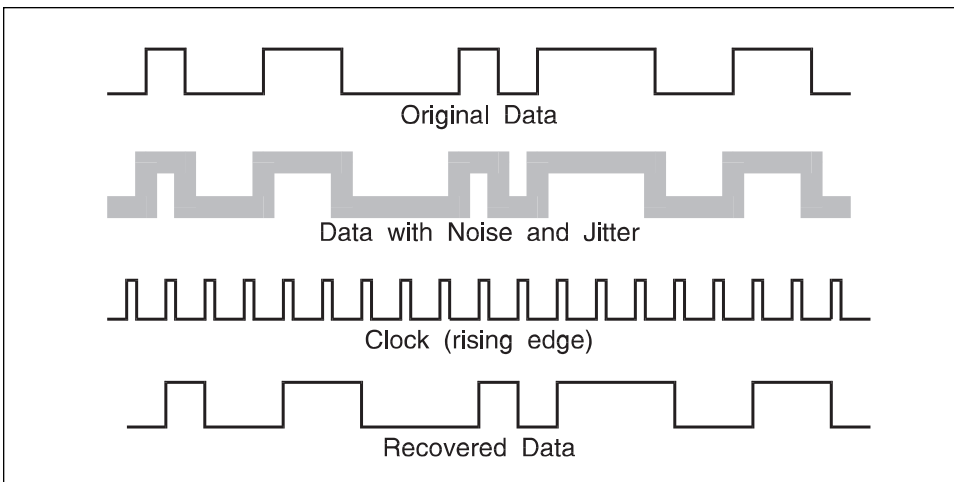 Original Data
Data with Noise and Jitter
Clock (rising edge)
Recovered Data